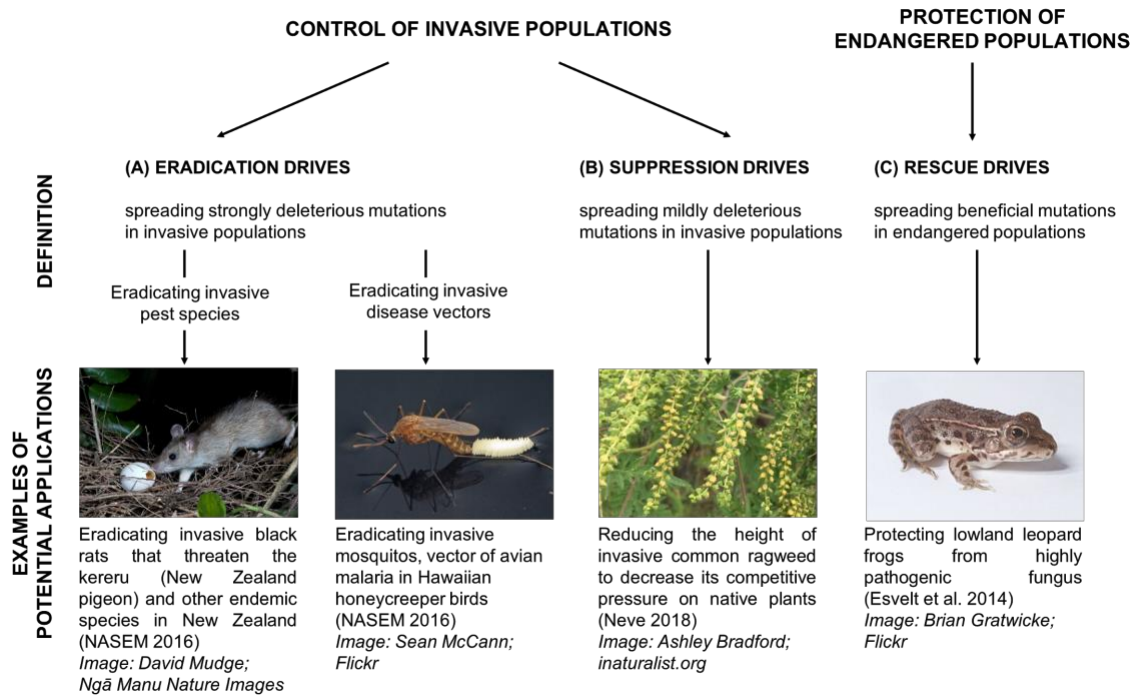 CONTROL OF INVASIVE POPULATIONS
PROTECTION OF
ENDANGERED POPULATIONS
DEFINITION
(A) ERADICATION DRIVES
spreading strongly deleterious mutations
in invasive populations
Eradicating invasive
pest species
Eradicating invasive
disease vectors
(B) SUPPRESSION DRIVES
spreading mildly deleterious
mutations in invasive populations
(C) RESCUE DRIVES
spreading beneficial mutations
in endangered populations
EXAMPLES OF
POTENTIAL APPLICATIONS
Eradicating invasive black
rats that threaten the
kereru (New Zealand
pigeon) and other endemic
species in New Zealand
(NASEM 2016)
Image: David Mudge;
Ngā Manu Nature Images
Eradicating invasive
mosquitos, vector of avian
malaria in Hawaiian
honeycreeper birds
(NASEM 2016)
Image: Sean McCann;
Flickr
Reducing the height of
invasive common ragweed
to decrease its competitive
pressure on native plants
(Neve 2018)
Image: Ashley Bradford;
inaturalist.org
Protecting lowland leopard
frogs from highly
pathogenic fungus
(Esvelt et al. 2014)
Image: Brian Gratwicke;
Flickr